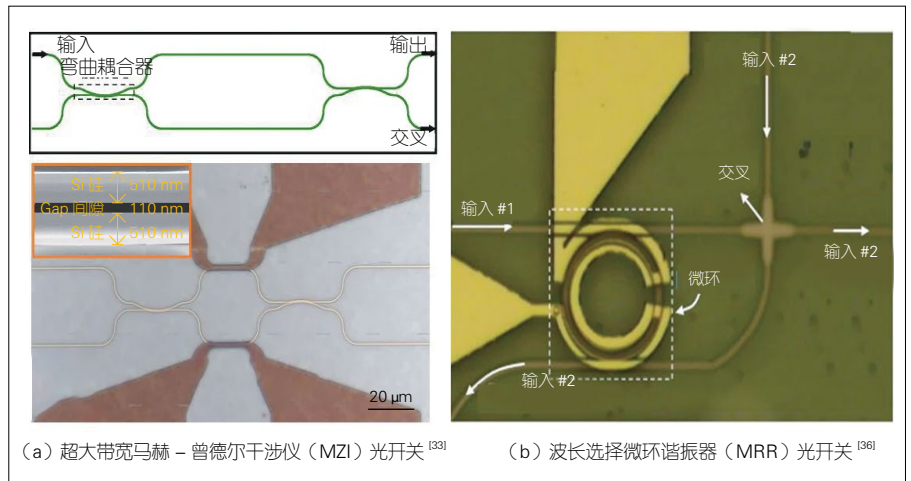 输入
弯曲耦合器
输出
交叉
Si 硅 510 nm
Gap 间隙 110 nm
Si 硅 510 nm
20 μm
(a)超大带宽马赫–曾德尔干涉仪(MZI)光开关 [33]
输入 #2
交叉
输入 #1
输入 #2
微环
输入 #2
(b)波长选择微环谐振器(MRR)光开关 [36]